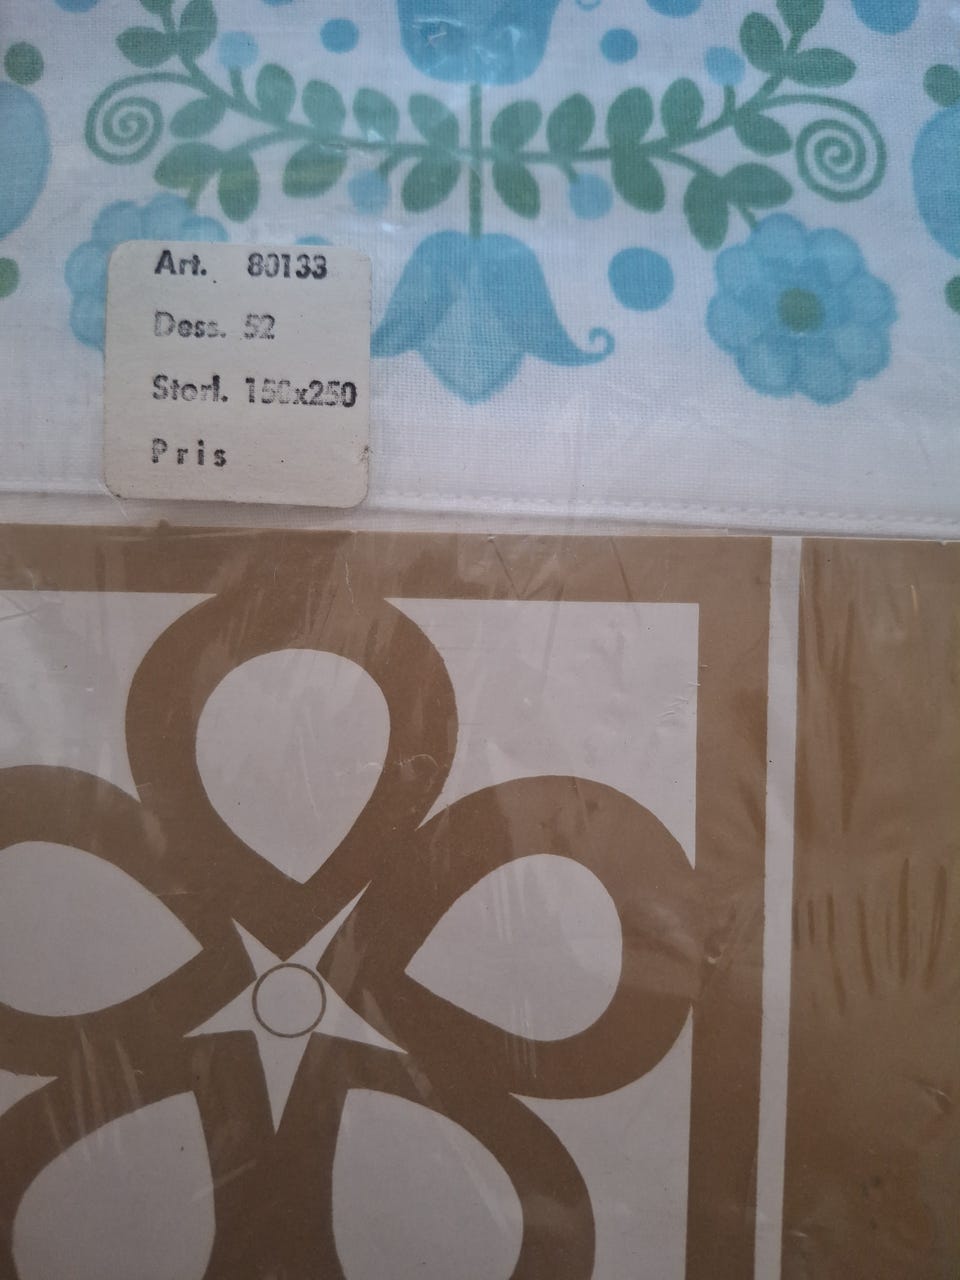 Art. 80133
Dess. 52
Storl. 150x250
Pris